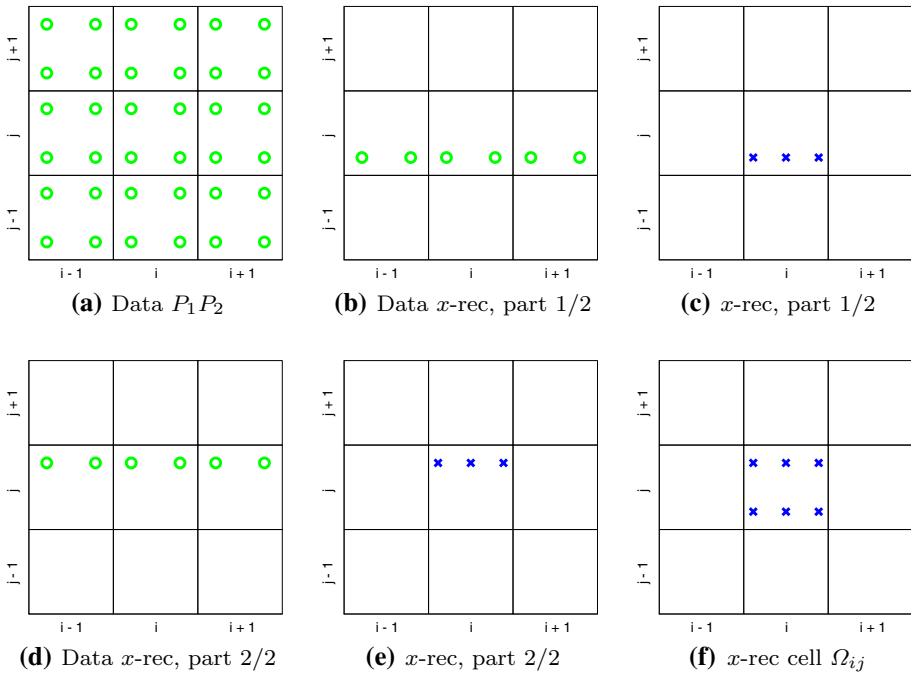 j + 1
j
j - 1
i - 1 i i + 1
(a) Data P₁P₂
j + 1
j
j - 1
i - 1 i i + 1
(b) Data x-rec, part 1/2
j + 1
j
j - 1
i - 1 i i + 1
(c) x-rec, part 1/2
j + 1
j
j - 1
i - 1 i i + 1
(d) Data x-rec, part 2/2
j + 1
j
j - 1
i - 1 i i + 1
(e) x-rec, part 2/2
j + 1
j
j - 1
i - 1 i i + 1
(f) x-rec cell Ωᵢⱼ